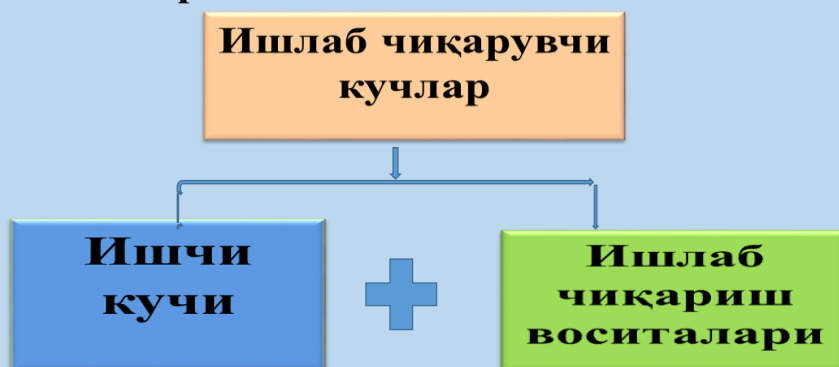 Ишлаб чиқарувчи
кучлар
Ишчи
кучи
Ишлаб
чиқариш
воситалари